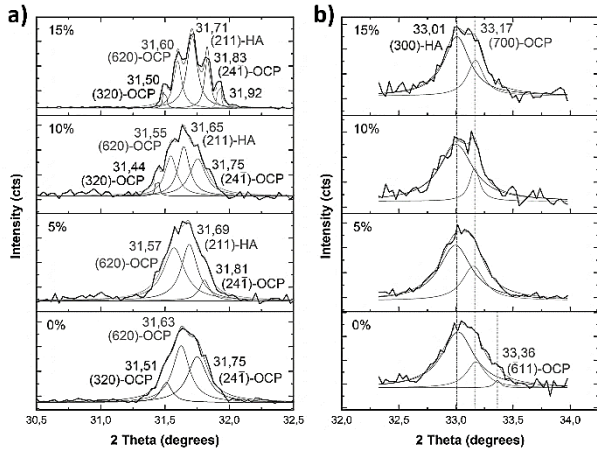 a)
15%
31,60
(620)-OCP
31,71
(211)-HA
31,83
(241̄)-OCP
31,50
(320)-OCP
31,92
10%
31,55
(620)-OCP
31,65
(211)-HA
31,44
(320)-OCP
31,75
(241̄)-OCP
5%
31,57
(620)-OCP
31,69
(211)-HA
31,81
(241̄)-OCP
0%
31,63
(620)-OCP
31,51
(320)-OCP
31,75
(241̄)-OCP
Intensity (cts)
30,5 31,0 31,5 32,0 32,5
2 Theta (degrees)
b)
15%
33,01
(300)-HA
33,17
(700)-OCP
10%
5%
0%
33,36
(611)-OCP
Intensity (cts)
32,0 32,5 33,0 33,5 34,0
2 Theta (degrees)